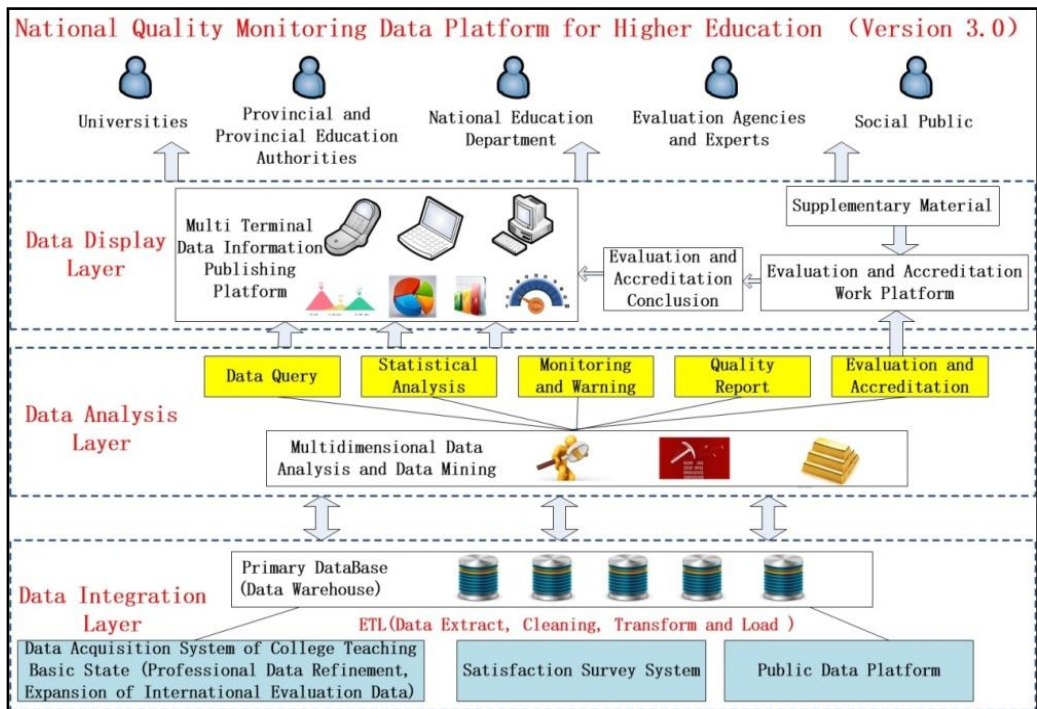 National Quality Monitoring Data Platform for Higher Education （Version 3.0）
Universities
Provincial and
Provincial Education
Authorities
National Education
Department
Evaluation Agencies
and Experts
Social Public
Data Display
Layer
Multi Terminal
Data Information
Publishing
Platform
Evaluation and
Accreditation
Conclusion
Supplementary Material
Evaluation and Accreditation
Work Platform
Data Analysis
Layer
Data Query
Statistical
Analysis
Monitoring
and Warning
Quality
Report
Evaluation and
Accreditation
Multidimensional Data
Analysis and Data Mining
Data Integration
Layer
Primary DataBase
(Data Warehouse)
ETL(Data Extract, Cleaning, Transform and Load )
Data Acquisition System of College Teaching
Basic State (Professional Data Refinement,
Expansion of International Evaluation Data)
Satisfaction Survey System
Public Data Platform